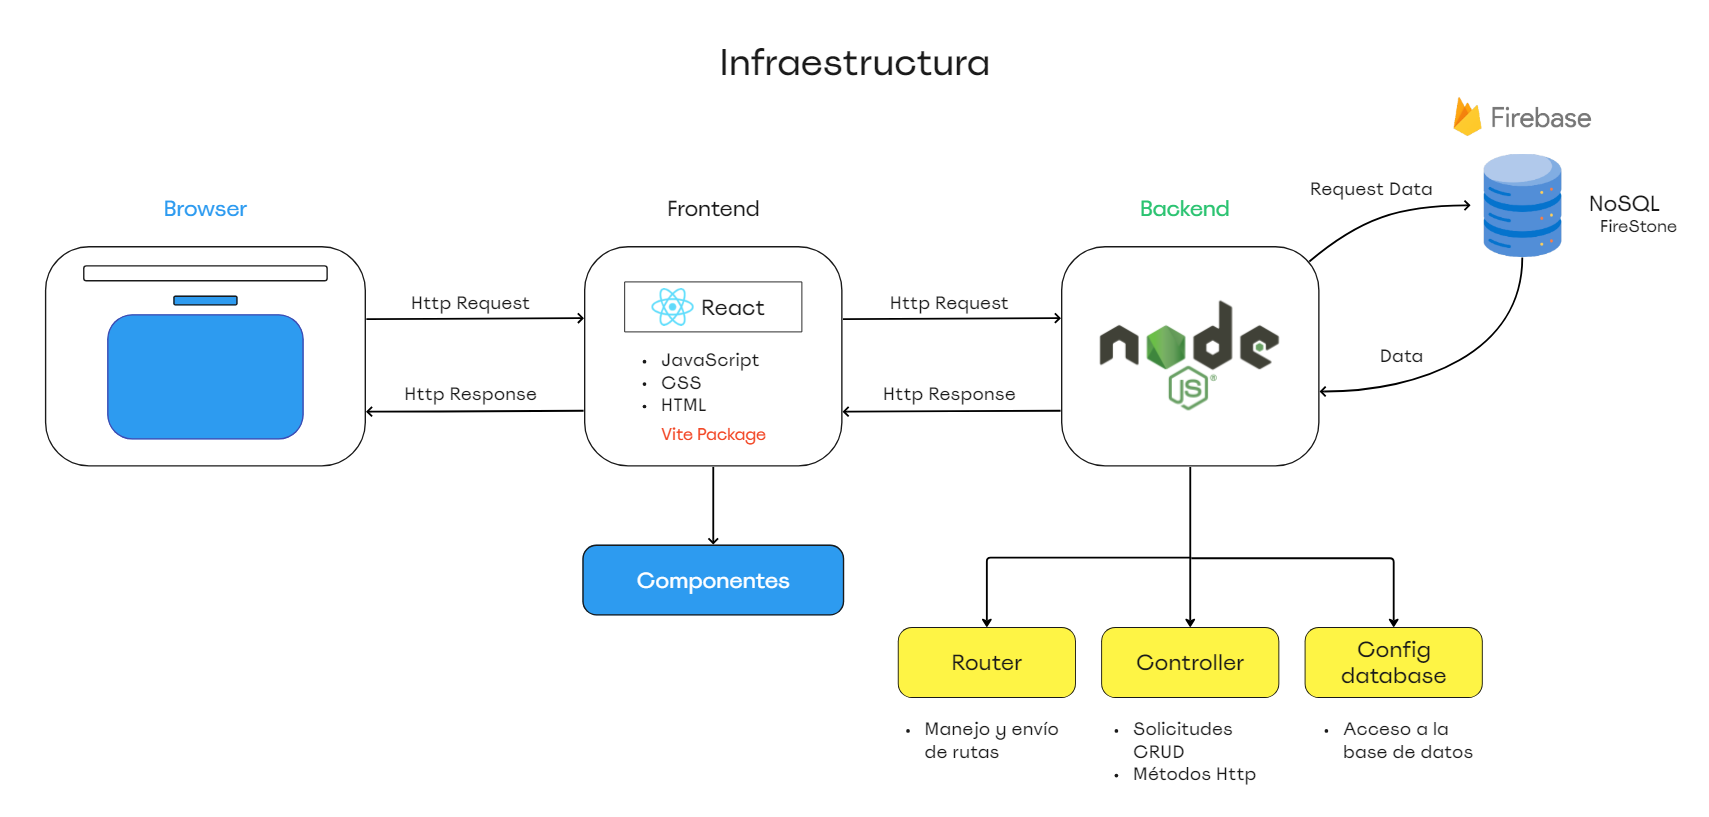 Infraestructura
Firebase
NoSQL
FireStone
Browser
Frontend
Backend
Request Data
Data
Http Request
Http Response
React
JavaScript
CSS
HTML
Vite Package
Http Request
Http Response
node
JS®
Componentes
Router
Manejo y envío
de rutas
Controller
Solicitudes
CRUD
Métodos Http
Config
database
Acceso a la
base de datos